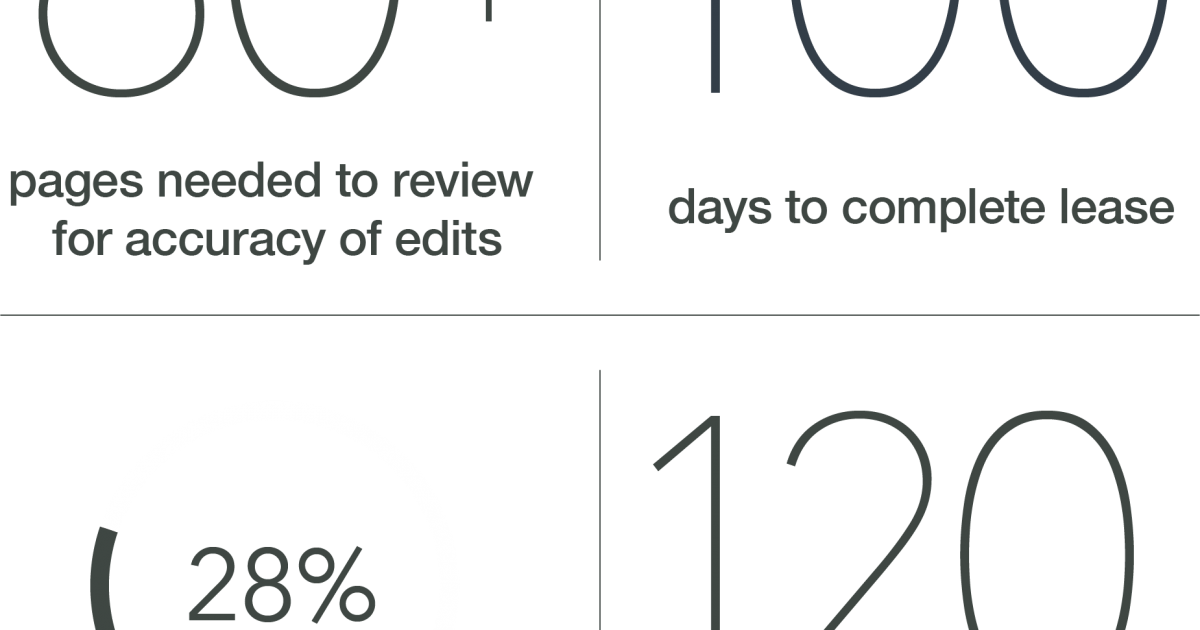 pages needed to review
for accuracy of edits
days to complete lease
120
28%